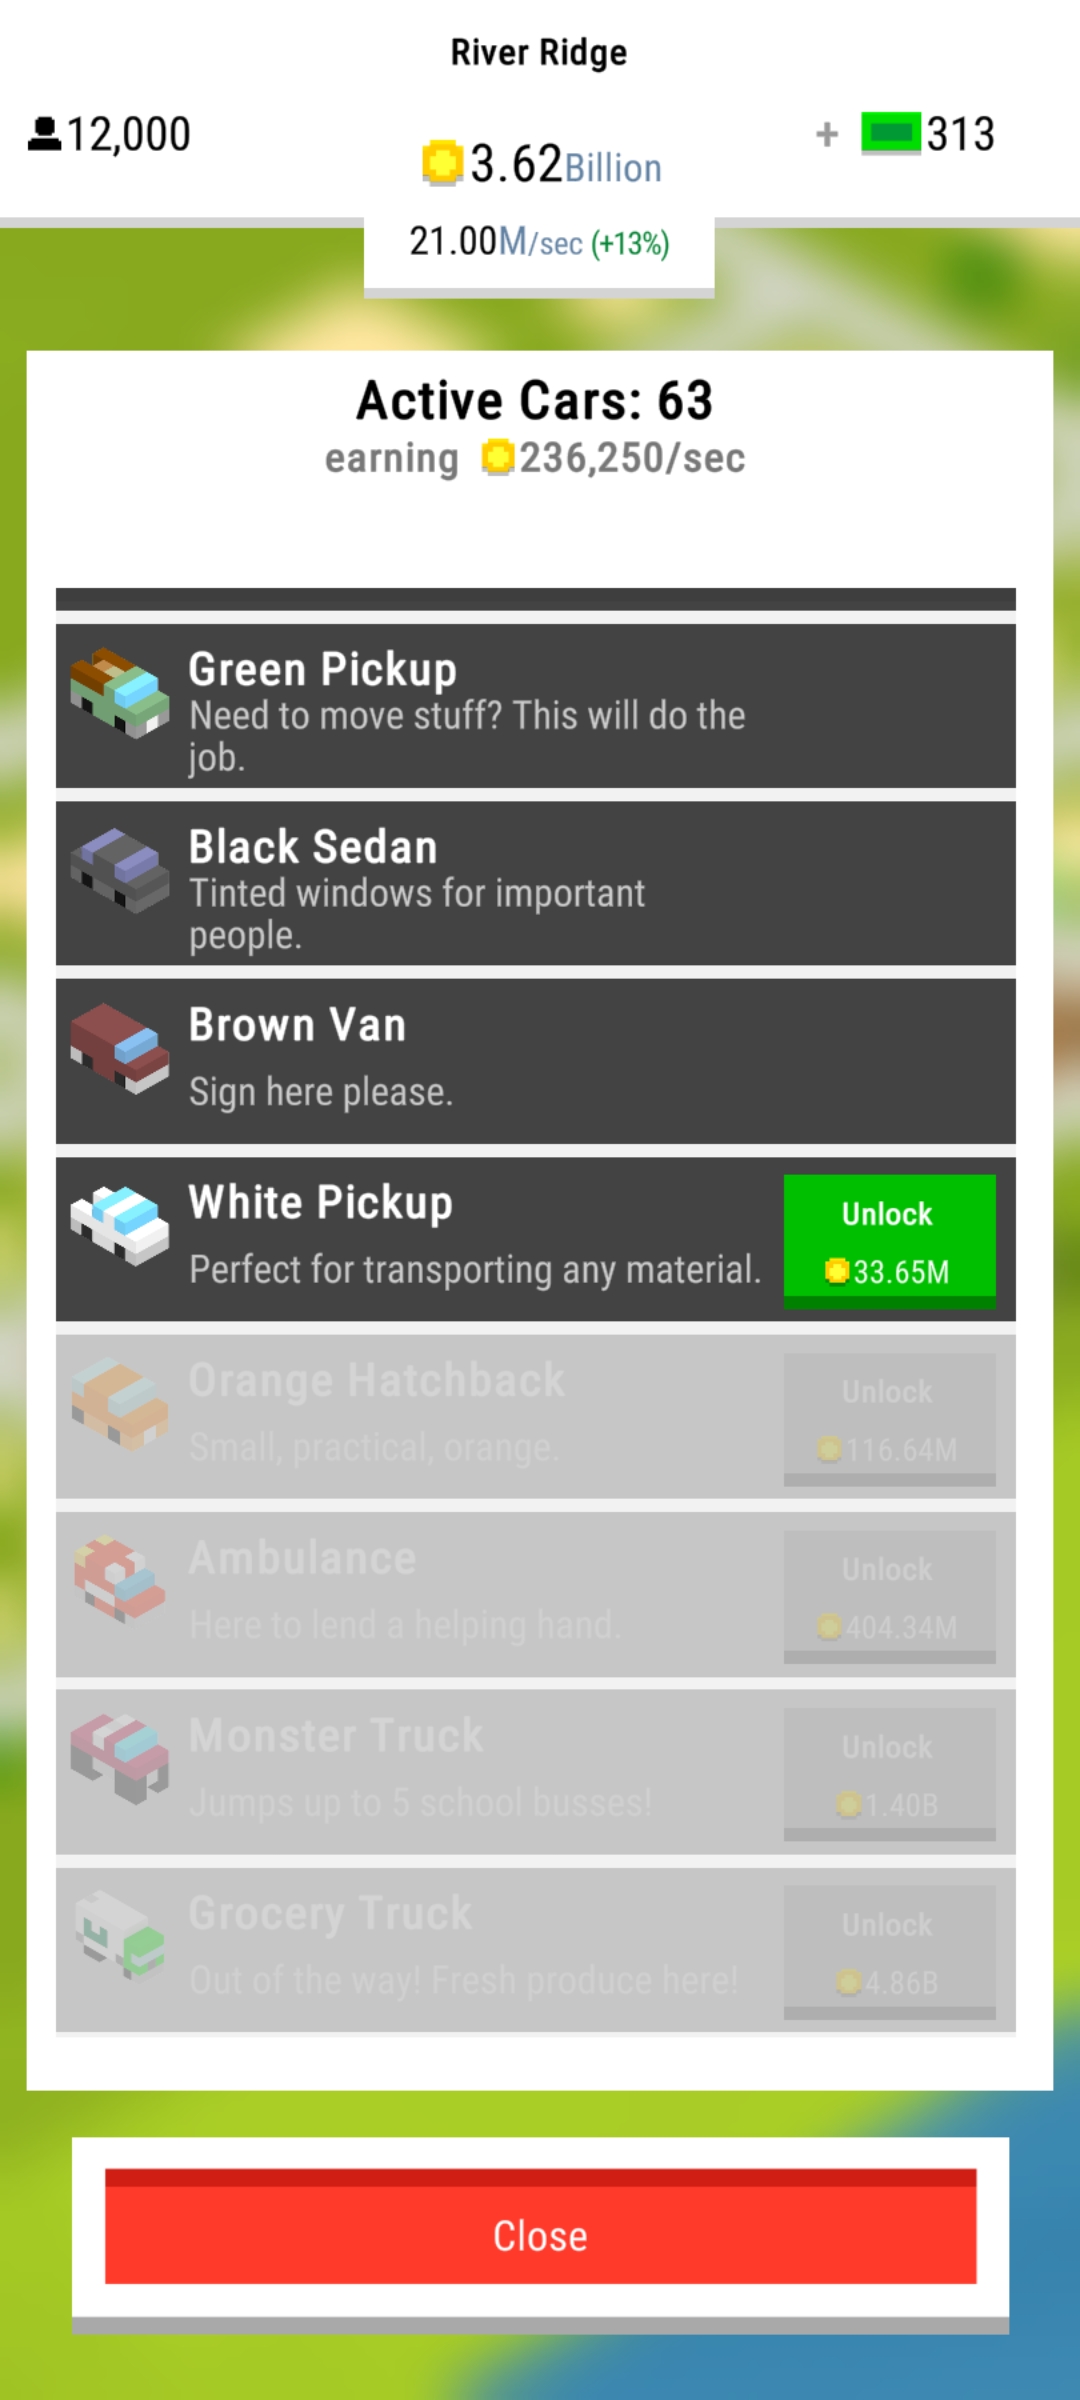 River Ridge
12,000
3.62Billion
+ 313
21.00M/sec (+13%)
Active Cars: 63
earning 236,250/sec
Green Pickup
Need to move stuff? This will do the
job.
Black Sedan
Tinted windows for important
people.
Brown Van
Sign here please.
White Pickup
Perfect for transporting any material.
Unlock
33.65M
Orange Hatchback
Small, practical, orange.
Unlock
116.64M
Ambulance
Here to lend a helping hand.
Unlock
404.34M
Monster Truck
Jumps up to 5 school busses!
Unlock
1.40B
Grocery Truck
Out of the way! Fresh produce here!
Unlock
4.86B
Close